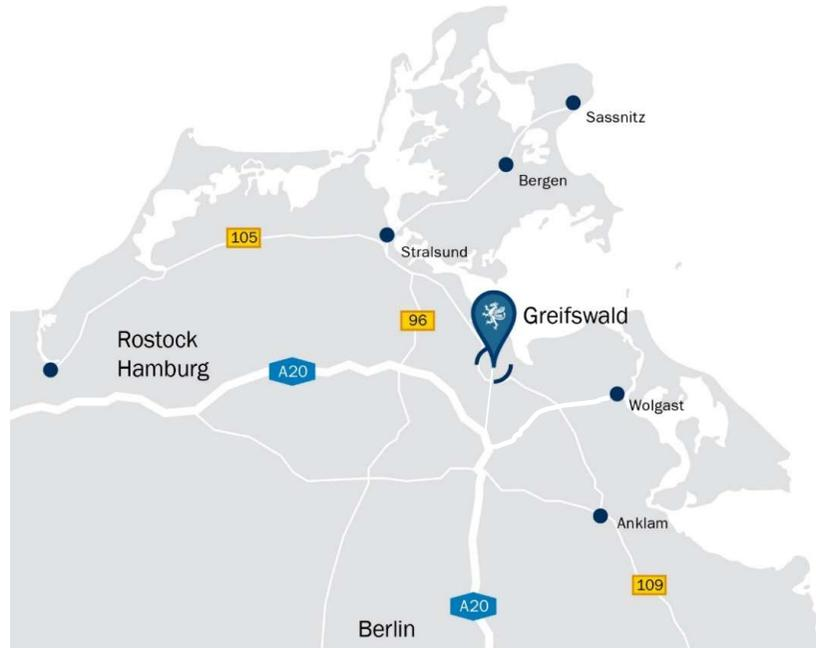 Sassnitz
Bergen
105
Stralsund
96
Greifswald
Rostock
Hamburg
A20
Wolgast
Anklam
109
A20
Berlin